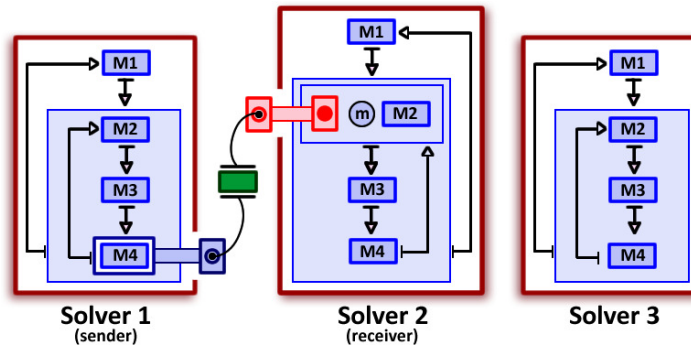 M1
M2
M3
M4
Solver 1
(sender)
M1
m M2
M3
M4
Solver 2
(receiver)
M1
M2
M3
M4
Solver 3